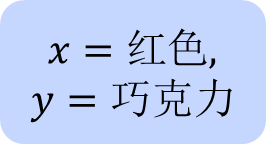 x = 红色,
y = 巧克力